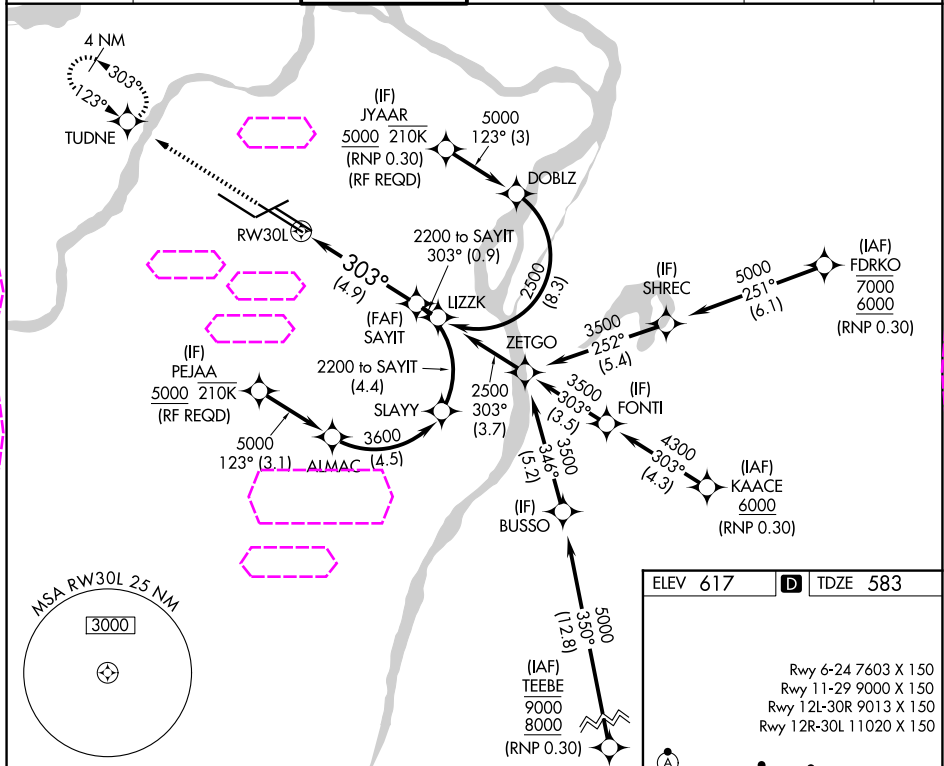 4 NM
303°
123°
TUDNE
(IF)
JYAAR
5000 210K
(RNP 0.30)
(RF REQD)
5000
123° (3)
DOBLZ
RW30L
2200 to SAYIT
303° (0.9)
303°
(4.9)
2500
(8.3)
(IAF)
FDRKO
7000
6000
(RNP 0.30)
5000
251°
(6.1)
(IF)
SHREC
LIZZK
(FAF)
SAYIT
ZETGO
3500
252°
(5.4)
(IF)
PEJAA
5000 210K
(RF REQD)
2200 to SAYIT
(4.4)
SLAYY
2500
303°
(3.7)
3500
303°
(3.5)
(IF)
FONTI
5000
123° (3.1)
ALMAC
3600
(4.5)
3500
346°
(5.2)
4300
303°
(4.3)
(IAF)
KAACE
6000
(RNP 0.30)
(IF)
BUSSO
MSA RW30L 25 NM
3000
5000
350°
(12.8)
(IAF)
TEEBE
9000
8000
(RNP 0.30)
ELEV 617 D TDZE 583
Rwy 6-24 7603 X 150
Rwy 11-29 9000 X 150
Rwy 12L-30R 9013 X 150
Rwy 12R-30L 11020 X 150
A